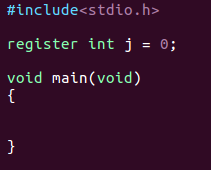 #include<stdio.h>
register int j = 0;
void main(void)
{
}